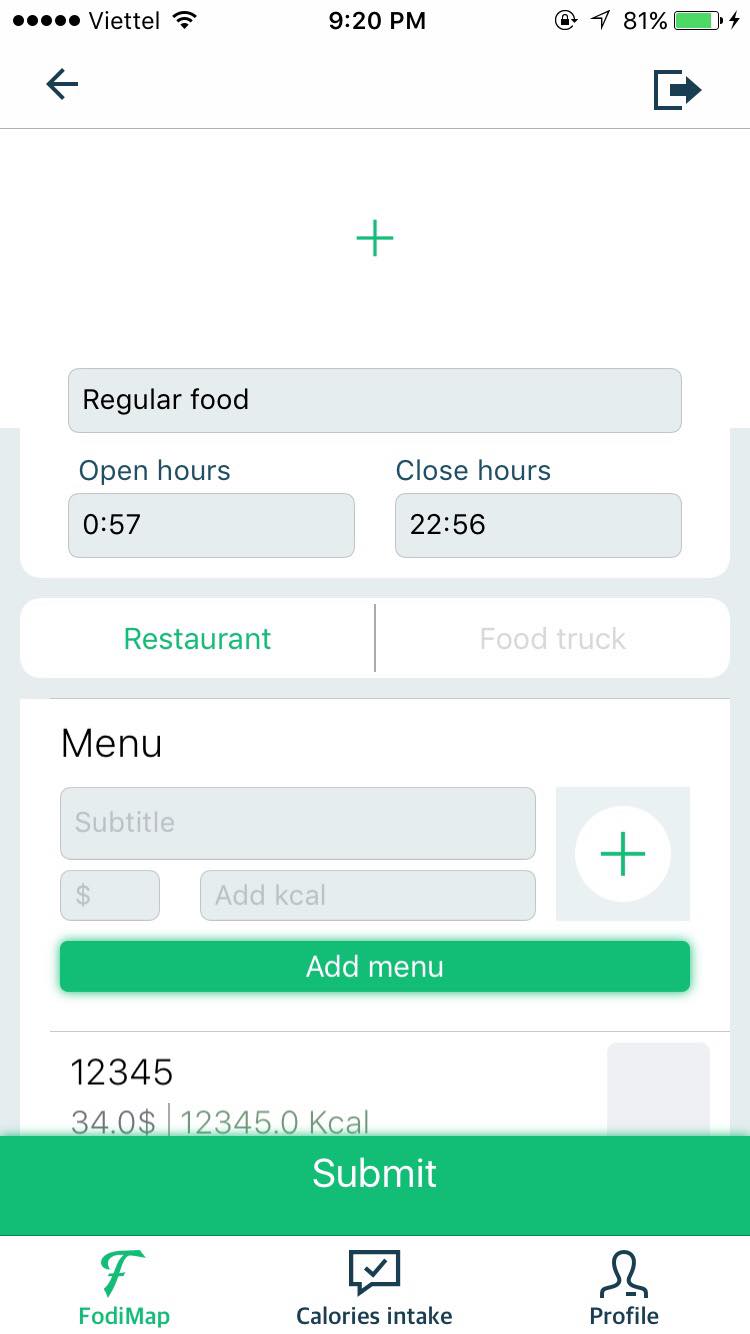 Viettel 9:20 PM 81%
Regular food
Open hours Close hours
0:57 22:56
Restaurant Food truck
Menu
Subtitle
$ Add kcal
Add menu
12345
34.0$ | 12345.0 Kcal
Submit
FodiMap Calories intake Profile